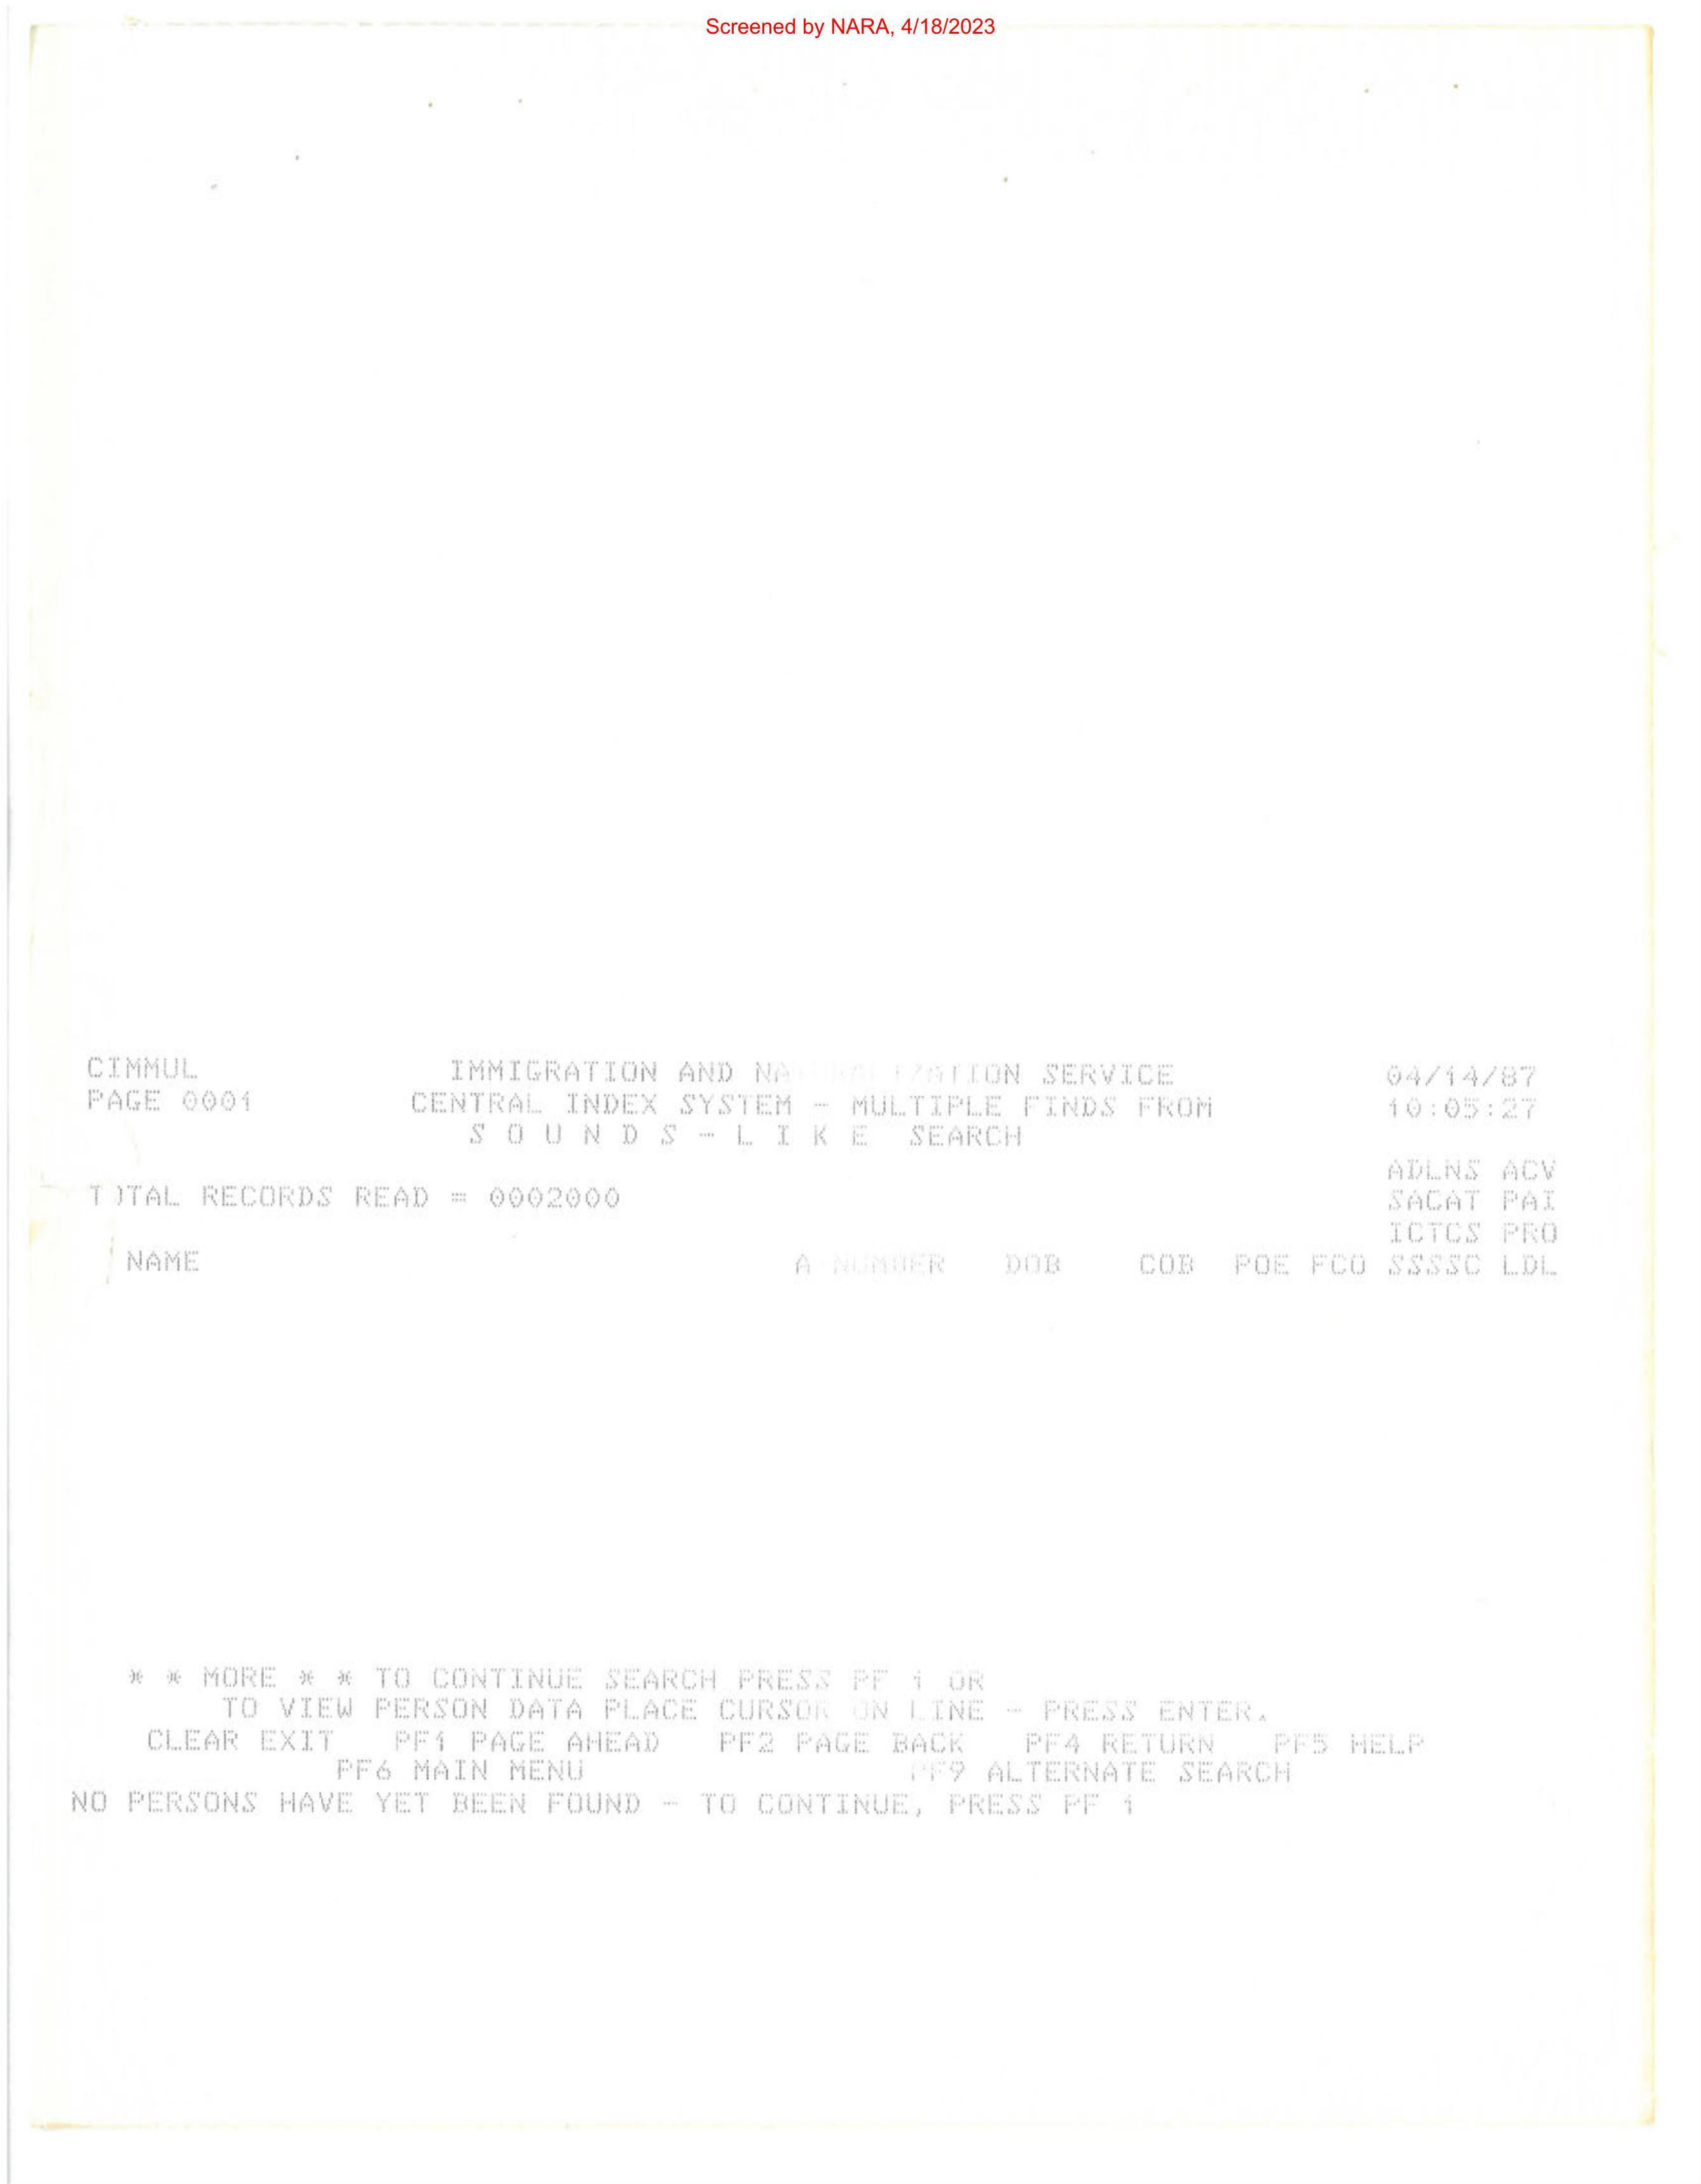 Screened by NARA, 4/18/2023
CIMMUL IMMIGRATION AND NATURALIZATION SERVICE 04/14/87
PAGE 0001 CENTRAL INDEX SYSTEM - MULTIPLE FINDS FROM 10:05:27
S O U N D S - L I K E SEARCH
ADLNS ACV
TOTAL RECORDS READ = 0002000 SAGAT PAI
ICTCS PRO
NAME A-NUMBER DOB COB POE FCO SSSSC LDL
* * MORE * * TO CONTINUE SEARCH PRESS PF 1 OR
TO VIEW PERSON DATA PLACE CURSOR ON LINE - PRESS ENTER.
CLEAR EXIT PF1 PAGE AHEAD PF2 PAGE BACK PF4 RETURN PF5 HELP
PF6 MAIN MENU PF9 ALTERNATE SEARCH
NO PERSONS HAVE YET BEEN FOUND - TO CONTINUE, PRESS PF 1